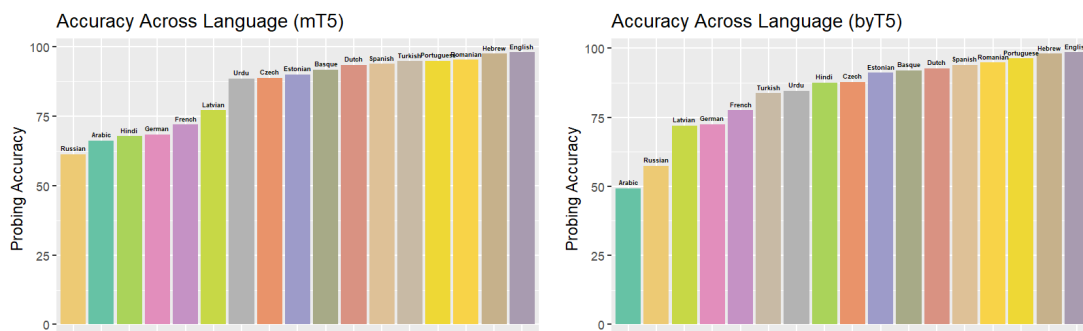 Accuracy Across Language (mT5)
100
75
50
25
0
Probing Accuracy
Russian
Arabic
Hindi
German
French
Latvian
Urdu
Czech
Estonian
Basque
Dutch
Spanish
Turkish
Portuguese
Romanian
Hebrew
English
Accuracy Across Language (byT5)
100
75
50
25
0
Probing Accuracy
Arabic
Russian
Latvian
German
French
Turkish
Urdu
Hindi
Czech
Estonian
Basque
Dutch
Spanish
Romanian
Portuguese
Hebrew
English